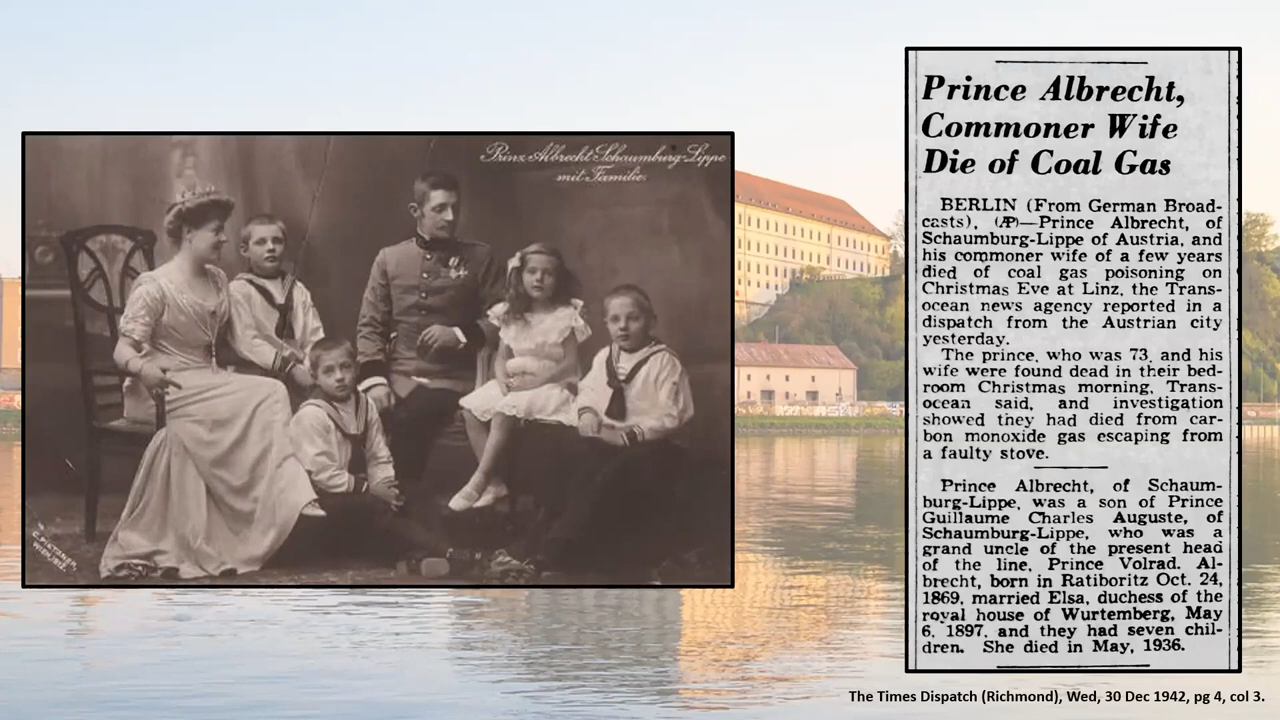 Prinz Albrecht Schaumburg-Lippe
mit Familie.
C. PIETZNER,
WIEN,
Prince Albrecht,
Commoner Wife
Die of Coal Gas
BERLIN (From German Broad-
casts), (AP)—Prince Albrecht, of
Schaumburg-Lippe of Austria, and
his commoner wife of a few years
died of coal gas poisoning on
Christmas Eve at Linz, the Trans-
ocean news agency reported in a
dispatch from the Austrian city
yesterday.
The prince, who was 73, and his
wife were found dead in their bed-
room Christmas morning, Trans-
ocean said, and investigation
showed they had died from car-
bon monoxide gas escaping from
a faulty stove.
Prince Albrecht, of Schaum-
burg-Lippe, was a son of Prince
Guillaume Charles Auguste, of
Schaumburg-Lippe, who was a
grand uncle of the present head
of the line, Prince Volrad. Al-
brecht, born in Ratiboritz Oct. 24,
1869, married Elsa, duchess of the
royal house of Wurtemberg, May
6, 1897, and they had seven chil-
dren. She died in May, 1936.
The Times Dispatch (Richmond), Wed, 30 Dec 1942, pg 4, col 3.